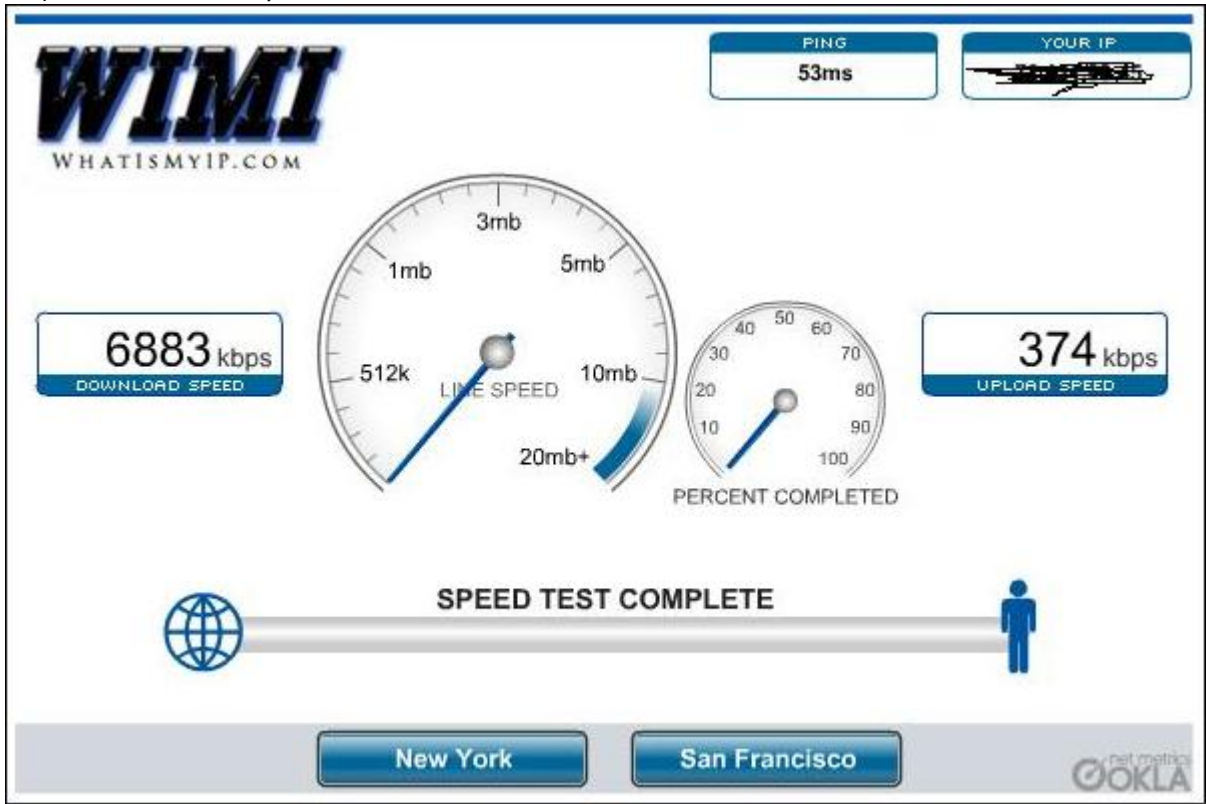 WIMI
WHATISMYIP.COM
PING
53ms
YOUR IP
512k
1mb
3mb
5mb
10mb
20mb+
LINE SPEED
6883 kbps
DOWNLOAD SPEED
10
20
30
40
50
60
70
80
90
100
PERCENT COMPLETED
374 kbps
UPLOAD SPEED
SPEED TEST COMPLETE
New York
San Francisco
net metrics
OOKLA